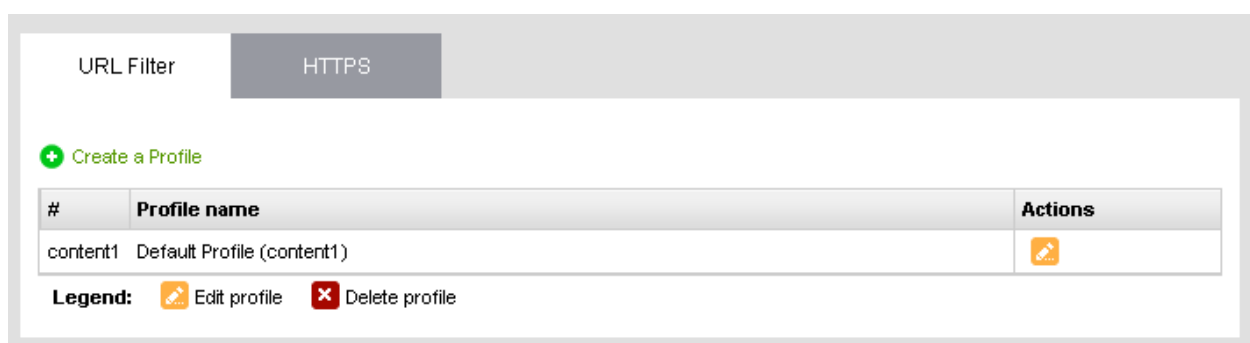 URL Filter HTTPS
Create a Profile
# Profile name Actions
content1 Default Profile (content1)
Legend: Edit profile Delete profile